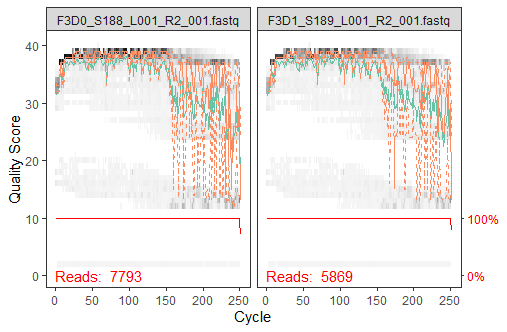 F3D0_S188_L001_R2_001.fastq
F3D1_S189_L001_R2_001.fastq
Quality Score
40
30
20
10
0
100%
0%
Reads: 7793
Reads: 5869
0 50 100 150 200 250
0 50 100 150 200 250
Cycle